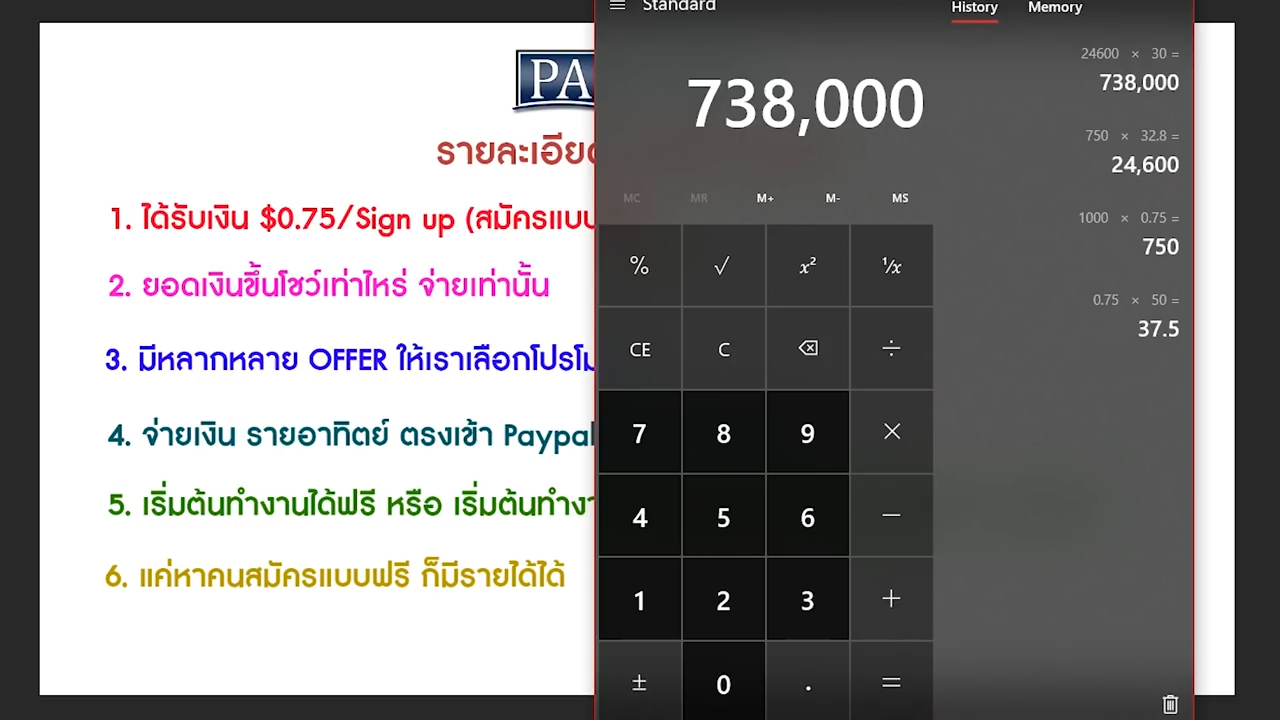 PA
รายละเอียด
1. ได้รับเงิน $0.75/Sign up (สมัครแบบ
2. ยอดเงินขึ้นโชว์เท่าไหร่ จ่ายเท่านั้น
3. มีหลากหลาย OFFER ให้เราเลือกโปรโม
4. จ่ายเงิน รายอาทิตย์ ตรงเข้า Paypal
5. เริ่มต้นทำงานได้ฟรี หรือ เริ่มต้นทำงา
6. แค่หาคนสมัครแบบฟรี ก็มีรายได้ได้
Standard
738,000
MC MR M+ M- MS
% √ x² ¹/x
CE C ⌫ ÷
7 8 9 ×
4 5 6 −
1 2 3 +
± 0 . =
History Memory
24600 × 30 =
738,000
750 × 32.8 =
24,600
1000 × 0.75 =
750
0.75 × 50 =
37.5